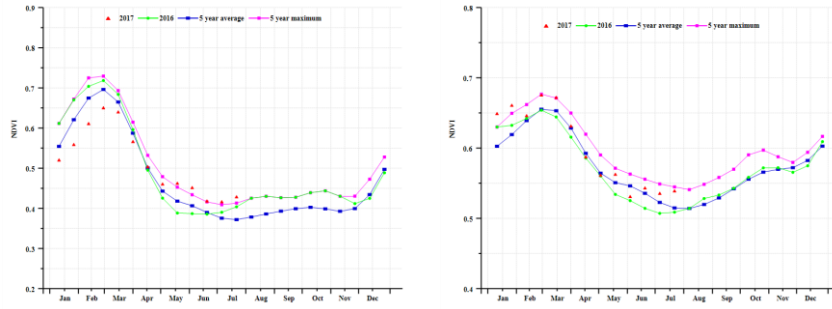 0.9
2017 2016 5 year average 5 year maximum
0.8
0.7
0.6
NDVI
0.5
0.4
0.3
0.2
Jan Feb Mar Apr May Jun Jul Aug Sep Oct Nov Dec
0.8
2017 2016 5 year average 5 year maximum
0.7
NDVI
0.6
0.5
0.4
Jan Feb Mar Apr May Jun Jul Aug Sep Oct Nov Dec